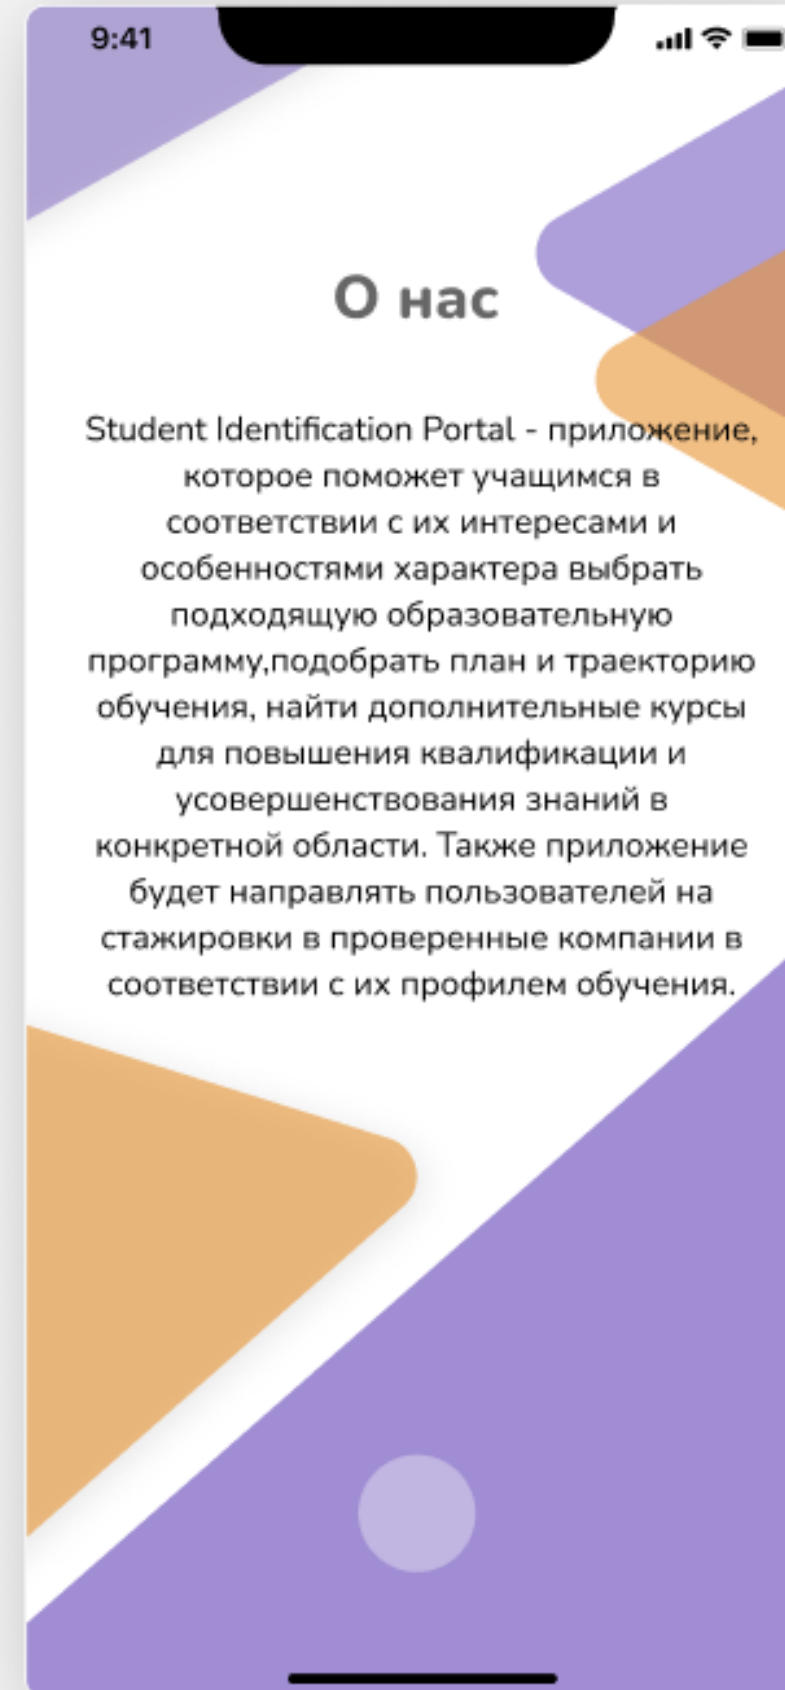 9:41
О нас
Student Identification Portal - приложение,
которое поможет учащимся в
соответствии с их интересами и
особенностями характера выбрать
подходящую образовательную
программу,подобрать план и траекторию
обучения, найти дополнительные курсы
для повышения квалификации и
усовершенствования знаний в
конкретной области. Также приложение
будет направлять пользователей на
стажировки в проверенные компании в
соответствии с их профилем обучения.